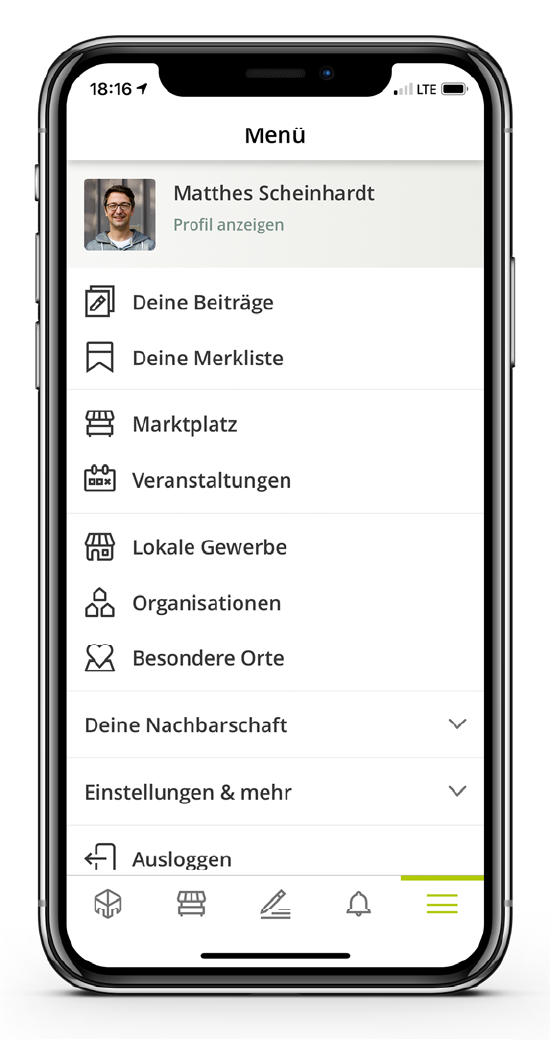 18:16
LTE
Menü
Matthes Scheinhardt
Profil anzeigen
Deine Beiträge
Deine Merkliste
Marktplatz
Veranstaltungen
Lokale Gewerbe
Organisationen
Besondere Orte
Deine Nachbarschaft
Einstellungen & mehr
Ausloggen